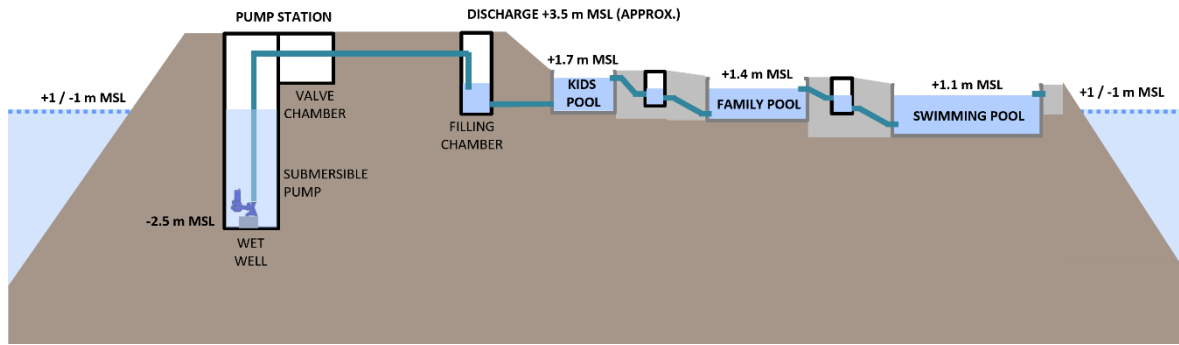 PUMP STATION
DISCHARGE +3.5 m MSL (APPROX.)
+1.7 m MSL
+1.4 m MSL
+1.1 m MSL
+1 / -1 m MSL
+1 / -1 m MSL
KIDS
POOL
FAMILY POOL
SWIMMING POOL
VALVE
CHAMBER
FILLING
CHAMBER
SUBMERSIBLE
PUMP
-2.5 m MSL
WET
WELL